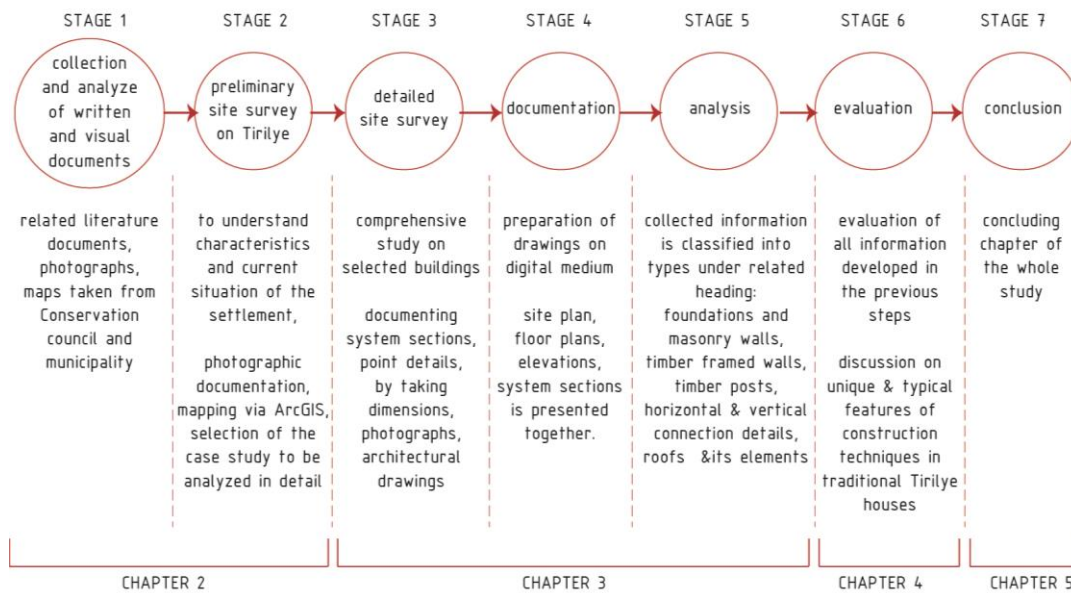 STAGE 1
STAGE 2
STAGE 3
STAGE 4
STAGE 5
STAGE 6
STAGE 7
collection
and analyze
of written
and visual
documents
preliminary
site survey
on Tirilye
detailed
site survey
documentation
analysis
evaluation
conclusion
related literature
documents,
photographs,
maps taken from
Conservation
council and
municipality
to understand
characteristics
and current
situation of the
settlement,
photographic
documentation,
mapping via ArcGIS,
selection of the
case study to be
analyzed in detail
comprehensive
study on
selected buildings
documenting
system sections,
point details,
by taking
dimensions,
photographs,
architectural
drawings
preparation of
drawings on
digital medium
site plan,
floor plans,
elevations,
system sections
is presented
together.
collected information
is classified into
types under related
heading:
foundations and
masonry walls,
timber framed walls,
timber posts,
horizontal & vertical
connection details,
roofs &its elements
evaluation of
all information
developed in
the previous
steps
discussion on
unique & typical
features of
construction
techniques in
traditional Tirilye
houses
concluding
chapter of
the whole
study
CHAPTER 2
CHAPTER 3
CHAPTER 4
CHAPTER 5